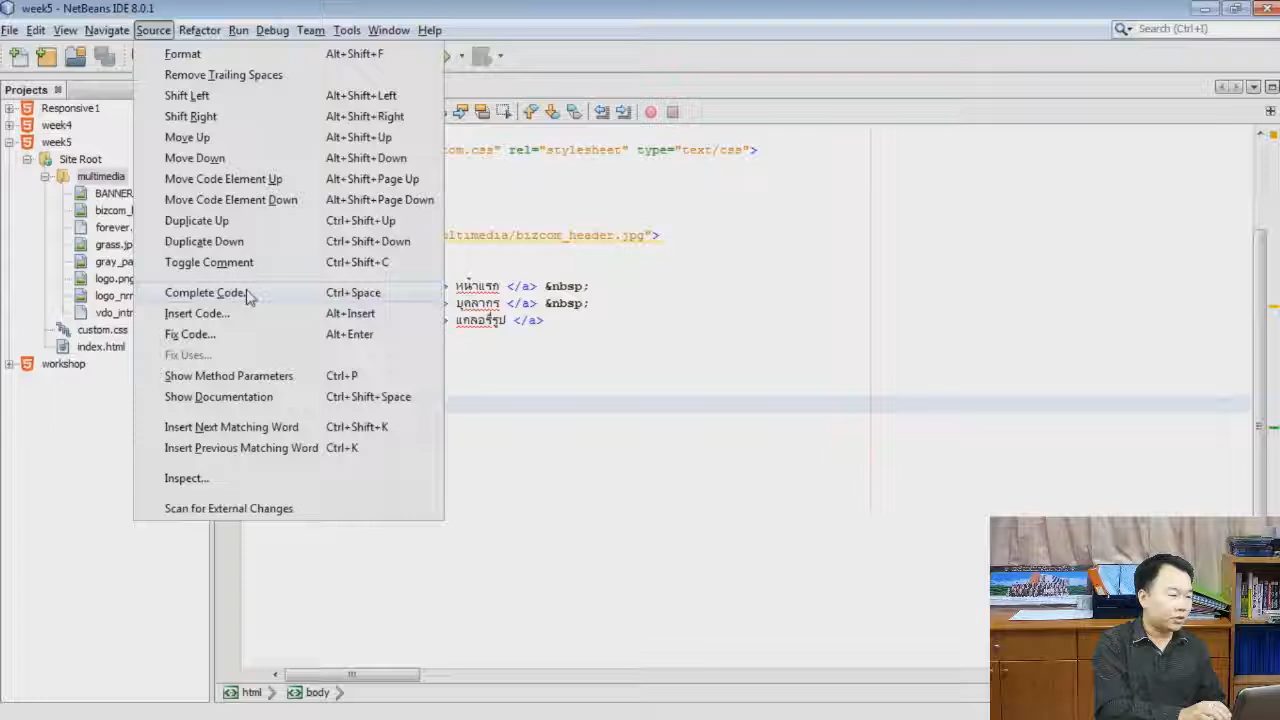 week5 - NetBeans IDE 8.0.1
File Edit View Navigate Source Refactor Run Debug Team Tools Window Help
Search (Ctrl+I)
Format Alt+Shift+F
Remove Trailing Spaces
Shift Left Alt+Shift+Left
Shift Right Alt+Shift+Right
Move Up Alt+Shift+Up
Move Down Alt+Shift+Down
Move Code Element Up Alt+Shift+Page Up
Move Code Element Down Alt+Shift+Page Down
Duplicate Up Ctrl+Shift+Up
Duplicate Down Ctrl+Shift+Down
Toggle Comment Ctrl+Shift+C
Complete Code... Ctrl+Space
Insert Code... Alt+Insert
Fix Code... Alt+Enter
Fix Uses...
Show Method Parameters Ctrl+P
Show Documentation Ctrl+Shift+Space
Insert Next Matching Word Ctrl+Shift+K
Insert Previous Matching Word Ctrl+K
Inspect...
Scan for External Changes
Projects
Responsive1
week4
week5
Site Root
multimedia
BANNER
bizcom_
forever.
grass.jp
gray_pa
logo.png
logo_nrr
vdo_intr
custom.css
index.html
workshop
om.css" rel="stylesheet" type="text/css">
ltimedia/bizcom_header.jpg">
หน้าแรก </a> &nbsp;
บุคลากร </a> &nbsp;
แกลอรี่รูป </a>
html body